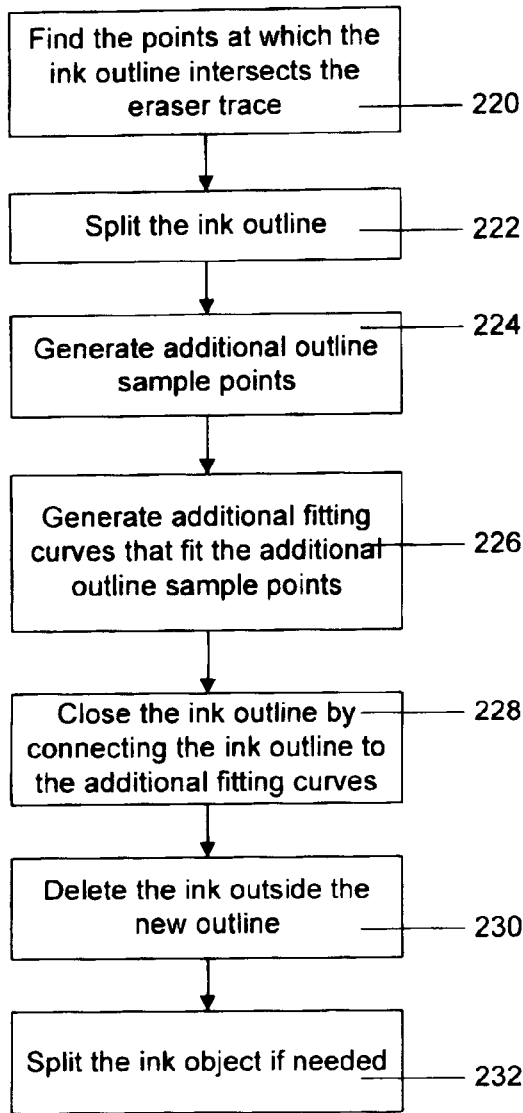 Find the points at which the
ink outline intersects the
eraser trace
220
Split the ink outline
222
224
Generate additional outline
sample points
Generate additional fitting
curves that fit the additional
226
outline sample points
Close the ink outline by
228
connecting the ink outline to
the additional fitting curves
Delete the ink outside the
new outline
230
Split the ink object if needed
232